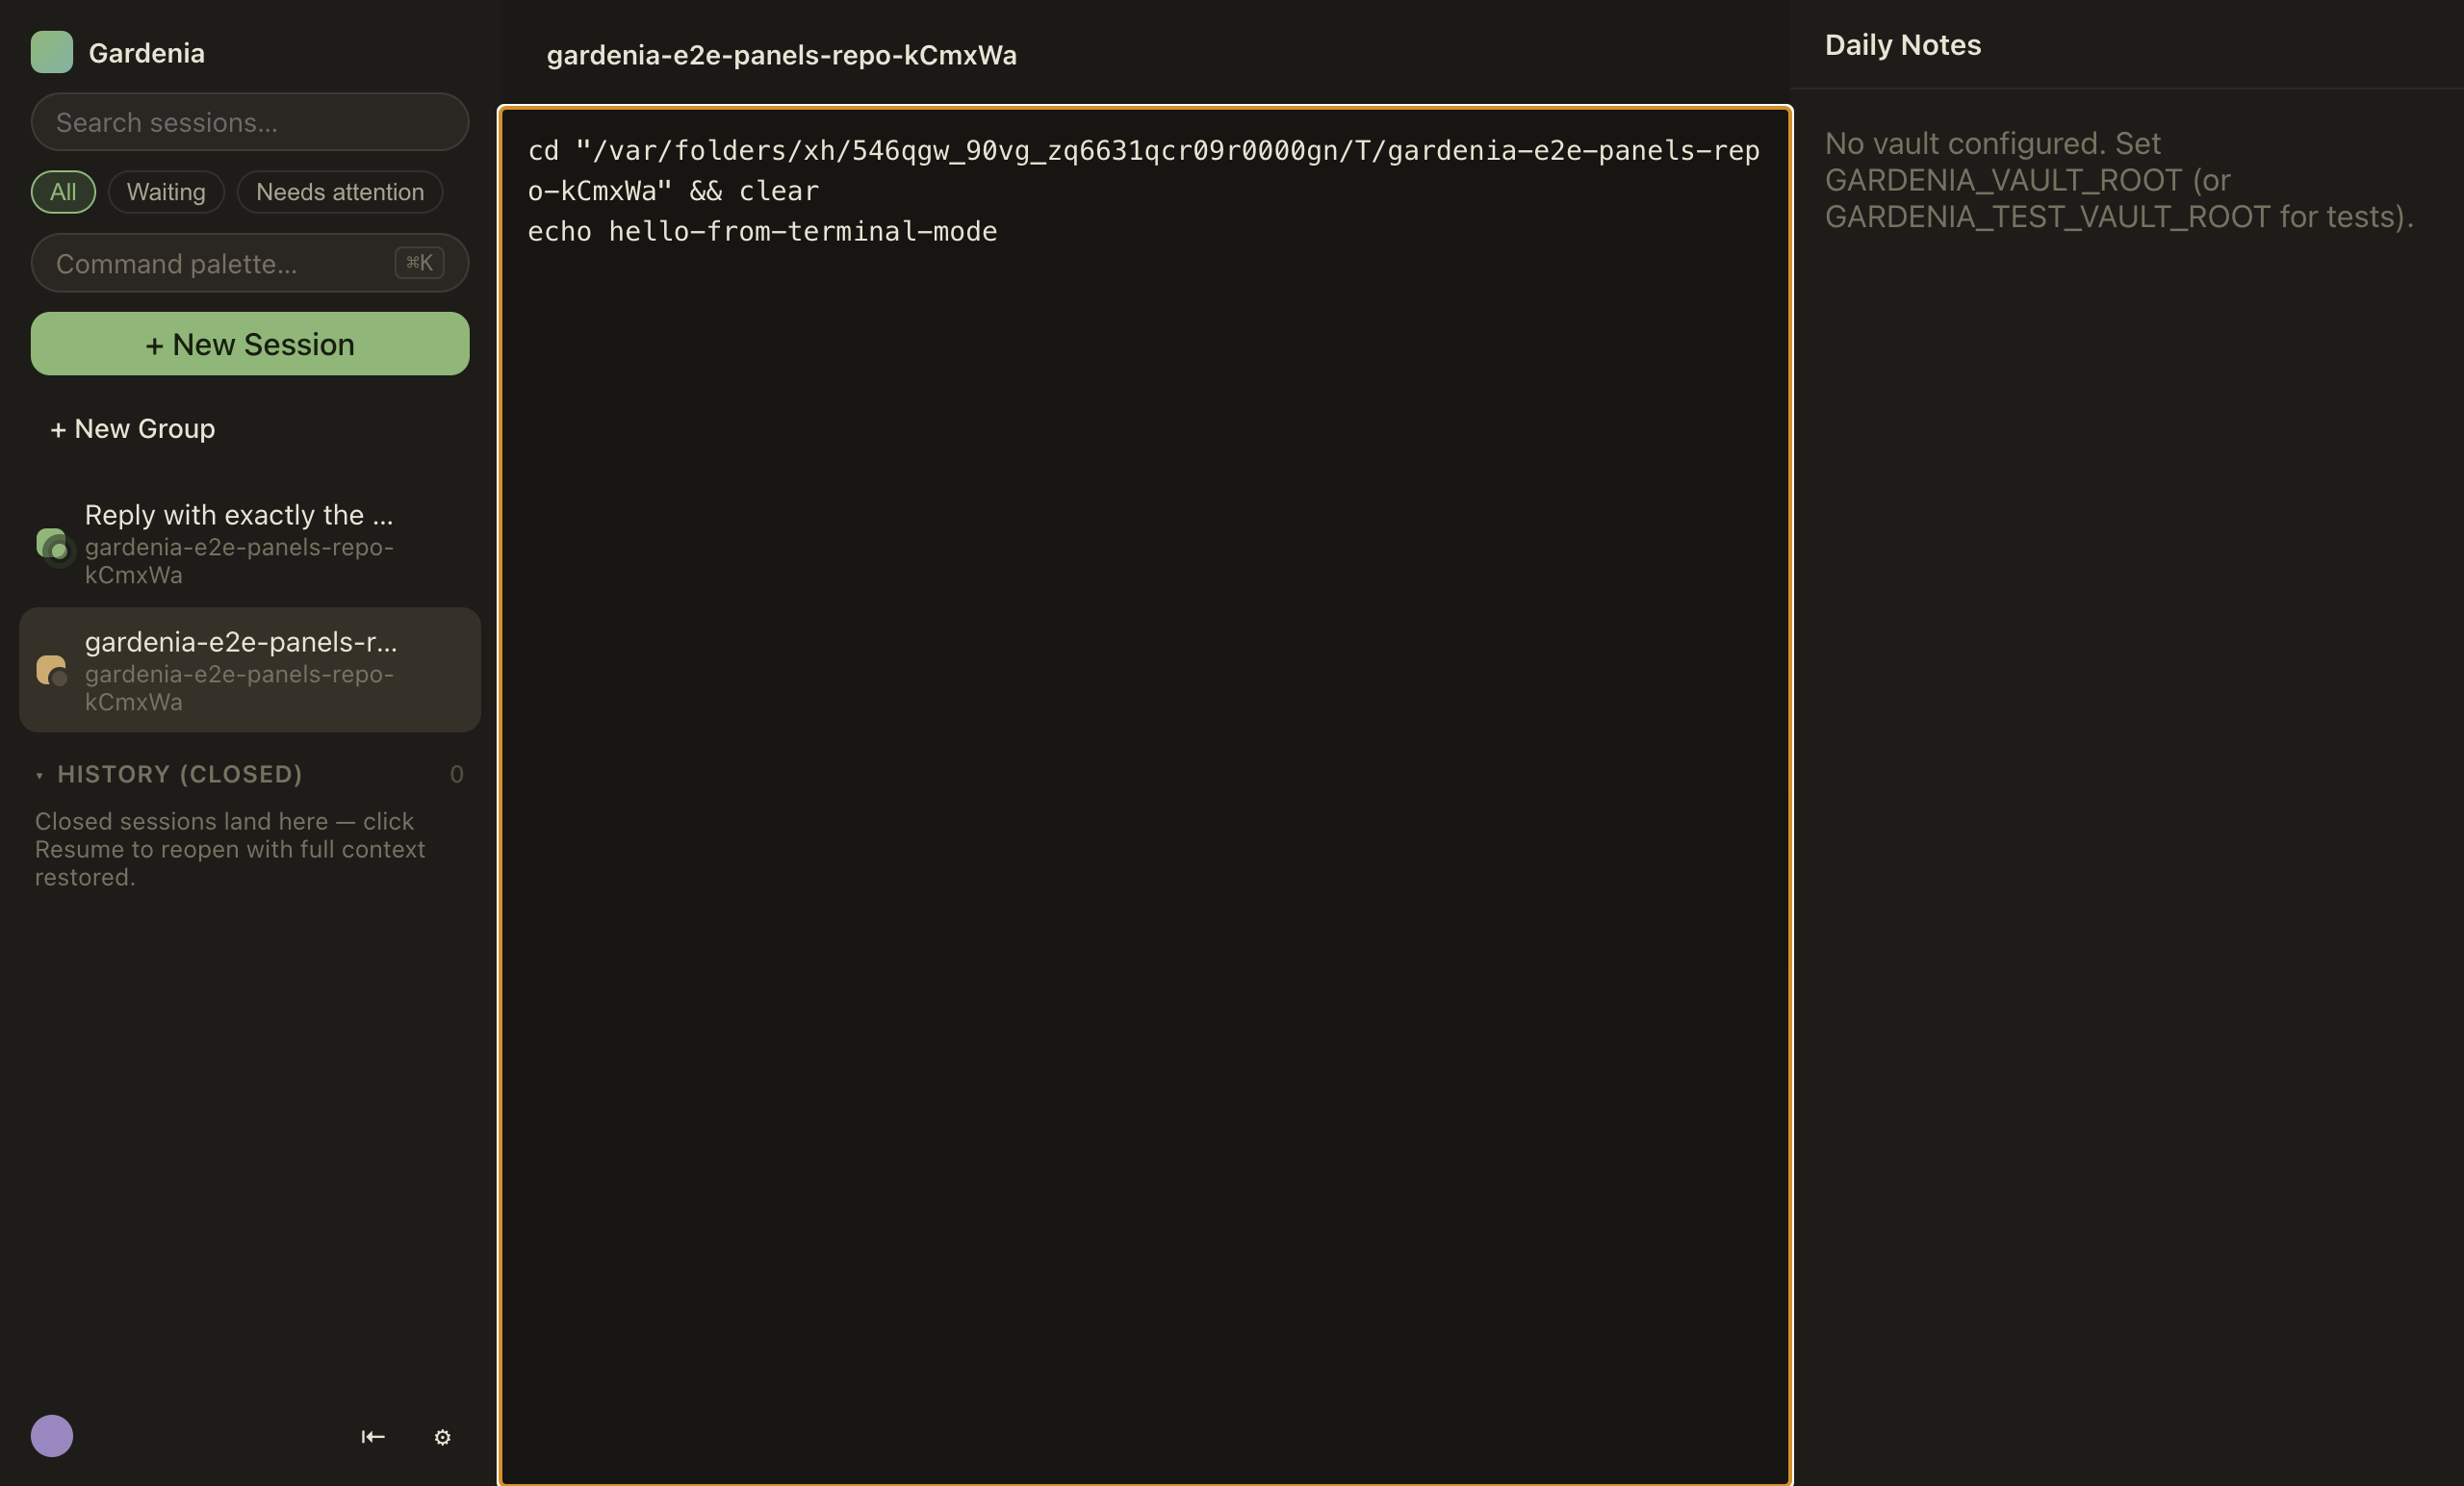 Gardenia
Search sessions...
All
Waiting
Needs attention
Command palette...
⌘K
+ New Session
+ New Group
Reply with exactly the ...
gardenia-e2e-panels-repo-
kCmxWa
gardenia-e2e-panels-r...
gardenia-e2e-panels-repo-
kCmxWa
HISTORY (CLOSED)
0
Closed sessions land here — click
Resume to reopen with full context
restored.
gardenia-e2e-panels-repo-kCmxWa
cd "/var/folders/xh/546qgw_90vg_zq6631qcr09r0000gn/T/gardenia-e2e-panels-rep
o-kCmxWa" && clear
echo hello-from-terminal-mode
Daily Notes
No vault configured. Set
GARDENIA_VAULT_ROOT (or
GARDENIA_TEST_VAULT_ROOT for tests).